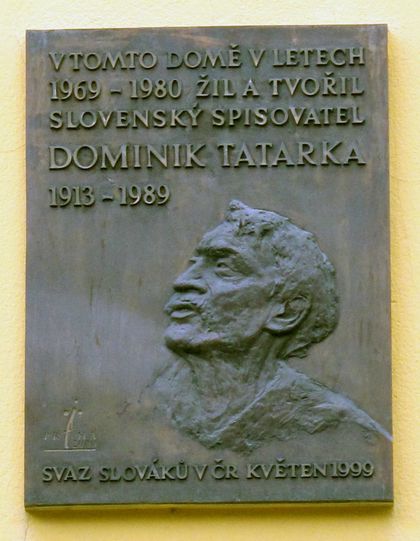 V TOMTO DOMĚ V LETECH
1969 - 1980 ŽIL A TVOŘIL
SLOVENSKÝ SPISOVATEL
DOMINIK TATARKA
1913 - 1989
SVAZ SLOVÁKŮ V ČR KVĚTEN 1999